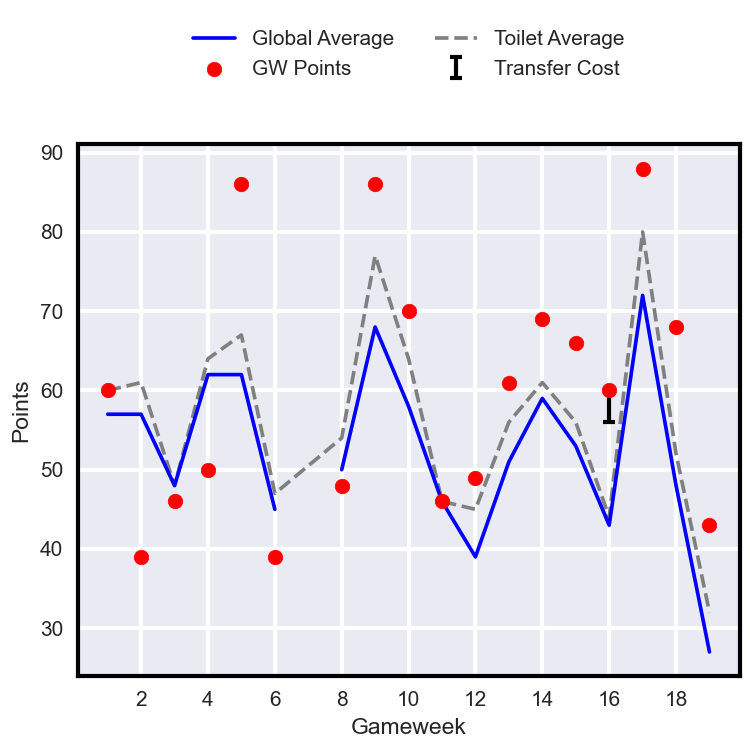 Global Average
Toilet Average
GW Points
Transfer Cost
90
80
70
60
50
40
30
Points
2 4 6 8 10 12 14 16 18
Gameweek